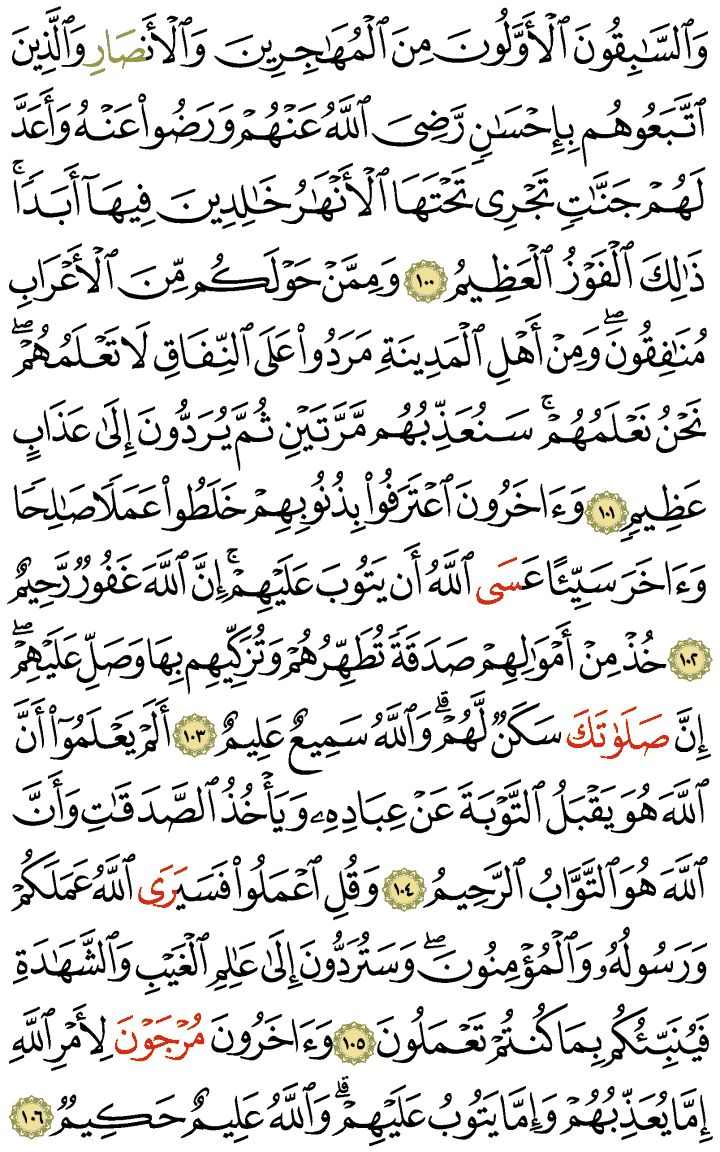 وَٱلسَّٰبِقُونَ ٱلْأَوَّلُونَ مِنَ ٱلْمُهَٰجِرِينَ وَٱلْأَنصَارِ وَٱلَّذِينَ
ٱتَّبَعُوهُم بِإِحْسَٰنٍ رَّضِىَ ٱللَّهُ عَنْهُمْ وَرَضُوا۟ عَنْهُ وَأَعَدَّ
لَهُمْ جَنَّٰتٍ تَجْرِى تَحْتَهَا ٱلْأَنْهَٰرُ خَٰلِدِينَ فِيهَآ أَبَدًا ۚ
ذَٰلِكَ ٱلْفَوْزُ ٱلْعَظِيمُ ١٠٠ وَمِمَّنْ حَوْلَكُم مِّنَ ٱلْأَعْرَابِ
مُنَٰفِقُونَ ۖ وَمِنْ أَهْلِ ٱلْمَدِينَةِ مَرَدُوا۟ عَلَى ٱلنِّفَاقِ لَا تَعْلَمُهُمْ ۖ
نَحْنُ نَعْلَمُهُمْ ۚ سَنُعَذِّبُهُم مَّرَّتَيْنِ ثُمَّ يُرَدُّونَ إِلَىٰ عَذَابٍ
عَظِيمٍ ١٠١ وَءَاخَرُونَ ٱعْتَرَفُوا۟ بِذُنُوبِهِمْ خَلَطُوا۟ عَمَلًا صَٰلِحًا
وَءَاخَرَ سَيِّئًا عَسَى ٱللَّهُ أَن يَتُوبَ عَلَيْهِمْ ۚ إِنَّ ٱللَّهَ غَفُورٌ رَّحِيمٌ
١٠٢ خُذْ مِنْ أَمْوَٰلِهِمْ صَدَقَةً تُطَهِّرُهُمْ وَتُزَكِّيهِم بِهَا وَصَلِّ عَلَيْهِمْ ۖ
إِنَّ صَلَوٰتَكَ سَكَنٌ لَّهُمْ ۗ وَٱللَّهُ سَمِيعٌ عَلِيمٌ ١٠٣ أَلَمْ يَعْلَمُوٓا۟ أَنَّ
ٱللَّهَ هُوَ يَقْبَلُ ٱلتَّوْبَةَ عَنْ عِبَادِهِۦ وَيَأْخُذُ ٱلصَّدَقَٰتِ وَأَنَّ
ٱللَّهَ هُوَ ٱلتَّوَّابُ ٱلرَّحِيمُ ١٠٤ وَقُلِ ٱعْمَلُوا۟ فَسَيَرَى ٱللَّهُ عَمَلَكُمْ
وَرَسُولُهُۥ وَٱلْمُؤْمِنُونَ ۖ وَسَتُرَدُّونَ إِلَىٰ عَٰلِمِ ٱلْغَيْبِ وَٱلشَّهَٰدَةِ
فَيُنَبِّئُكُم بِمَا كُنتُمْ تَعْمَلُونَ ١٠٥ وَءَاخَرُونَ مُرْجَوْنَ لِأَمْرِ ٱللَّهِ
إِمَّا يُعَذِّبُهُمْ وَإِمَّا يَتُوبُ عَلَيْهِمْ ۗ وَٱللَّهُ عَلِيمٌ حَكِيمٌ ١٠٦